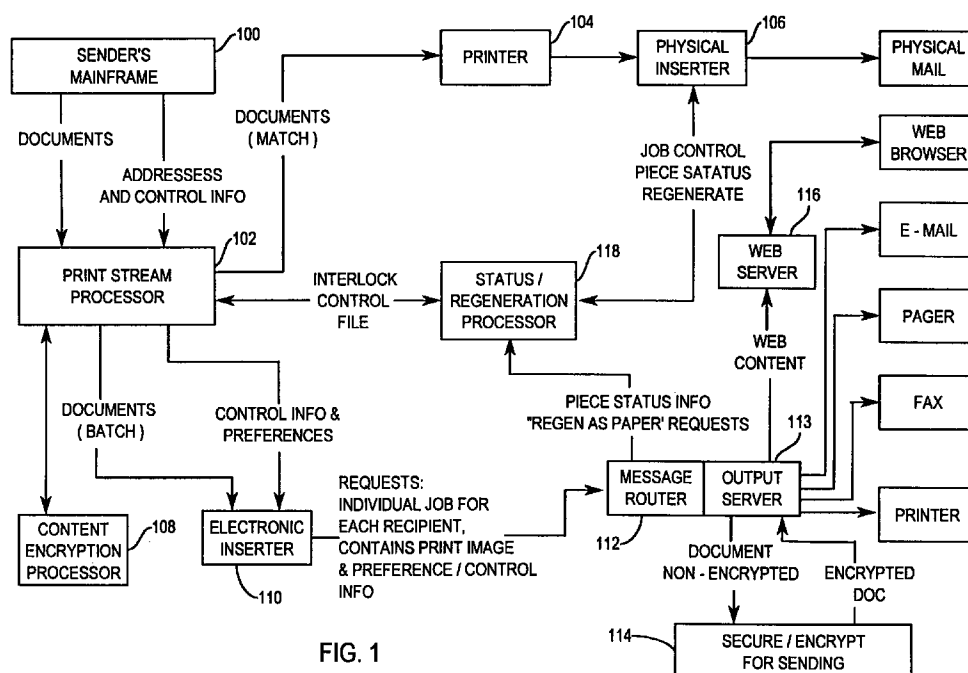 100
SENDER'S
MAINFRAME
DOCUMENTS
ADDRESSESS
AND CONTROL INFO
DOCUMENTS
( MATCH )
104
PRINTER
106
PHYSICAL
INSERTER
PHYSICAL
MAIL
JOB CONTROL
PIECE SATATUS
REGENERATE
WEB
BROWSER
116
WEB
SERVER
E - MAIL
102
PRINT STREAM
PROCESSOR
INTERLOCK
CONTROL
FILE
118
STATUS /
REGENERATION
PROCESSOR
WEB
CONTENT
PAGER
DOCUMENTS
( BATCH )
CONTROL INFO &
PREFERENCES
PIECE STATUS INFO
"REGEN AS PAPER' REQUESTS
FAX
113
MESSAGE
ROUTER
OUTPUT
SERVER
112
PRINTER
REQUESTS:
INDIVIDUAL JOB FOR
EACH RECIPIENT,
CONTAINS PRINT IMAGE
& PREFERENCE / CONTROL
INFO
CONTENT
ENCRYPTION
PROCESSOR
108
ELECTRONIC
INSERTER
110
DOCUMENT
NON - ENCRYPTED
ENCRYPTED
DOC
114
SECURE / ENCRYPT
FOR SENDING
FIG. 1